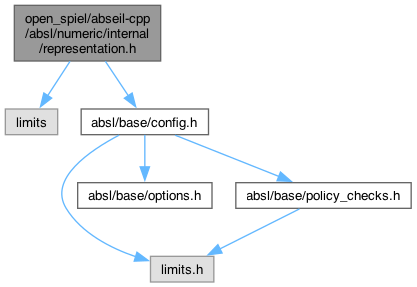 open_spiel/abseil-cpp
/absl/numeric/internal
/representation.h
limits
absl/base/config.h
absl/base/options.h
absl/base/policy_checks.h
limits.h